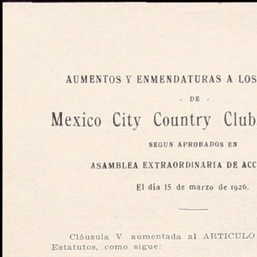 AUMENTOS Y ENMENDATURAS A LOS
- DE -
Mexico City Country Club
SEGUN APROBADOS EN
ASAMBLEA EXTRAORDINARIA DE ACC
El día 15 de marzo de 1926.
Cláusula V aumentada al ARTICULO
Estatutos, como sigue: